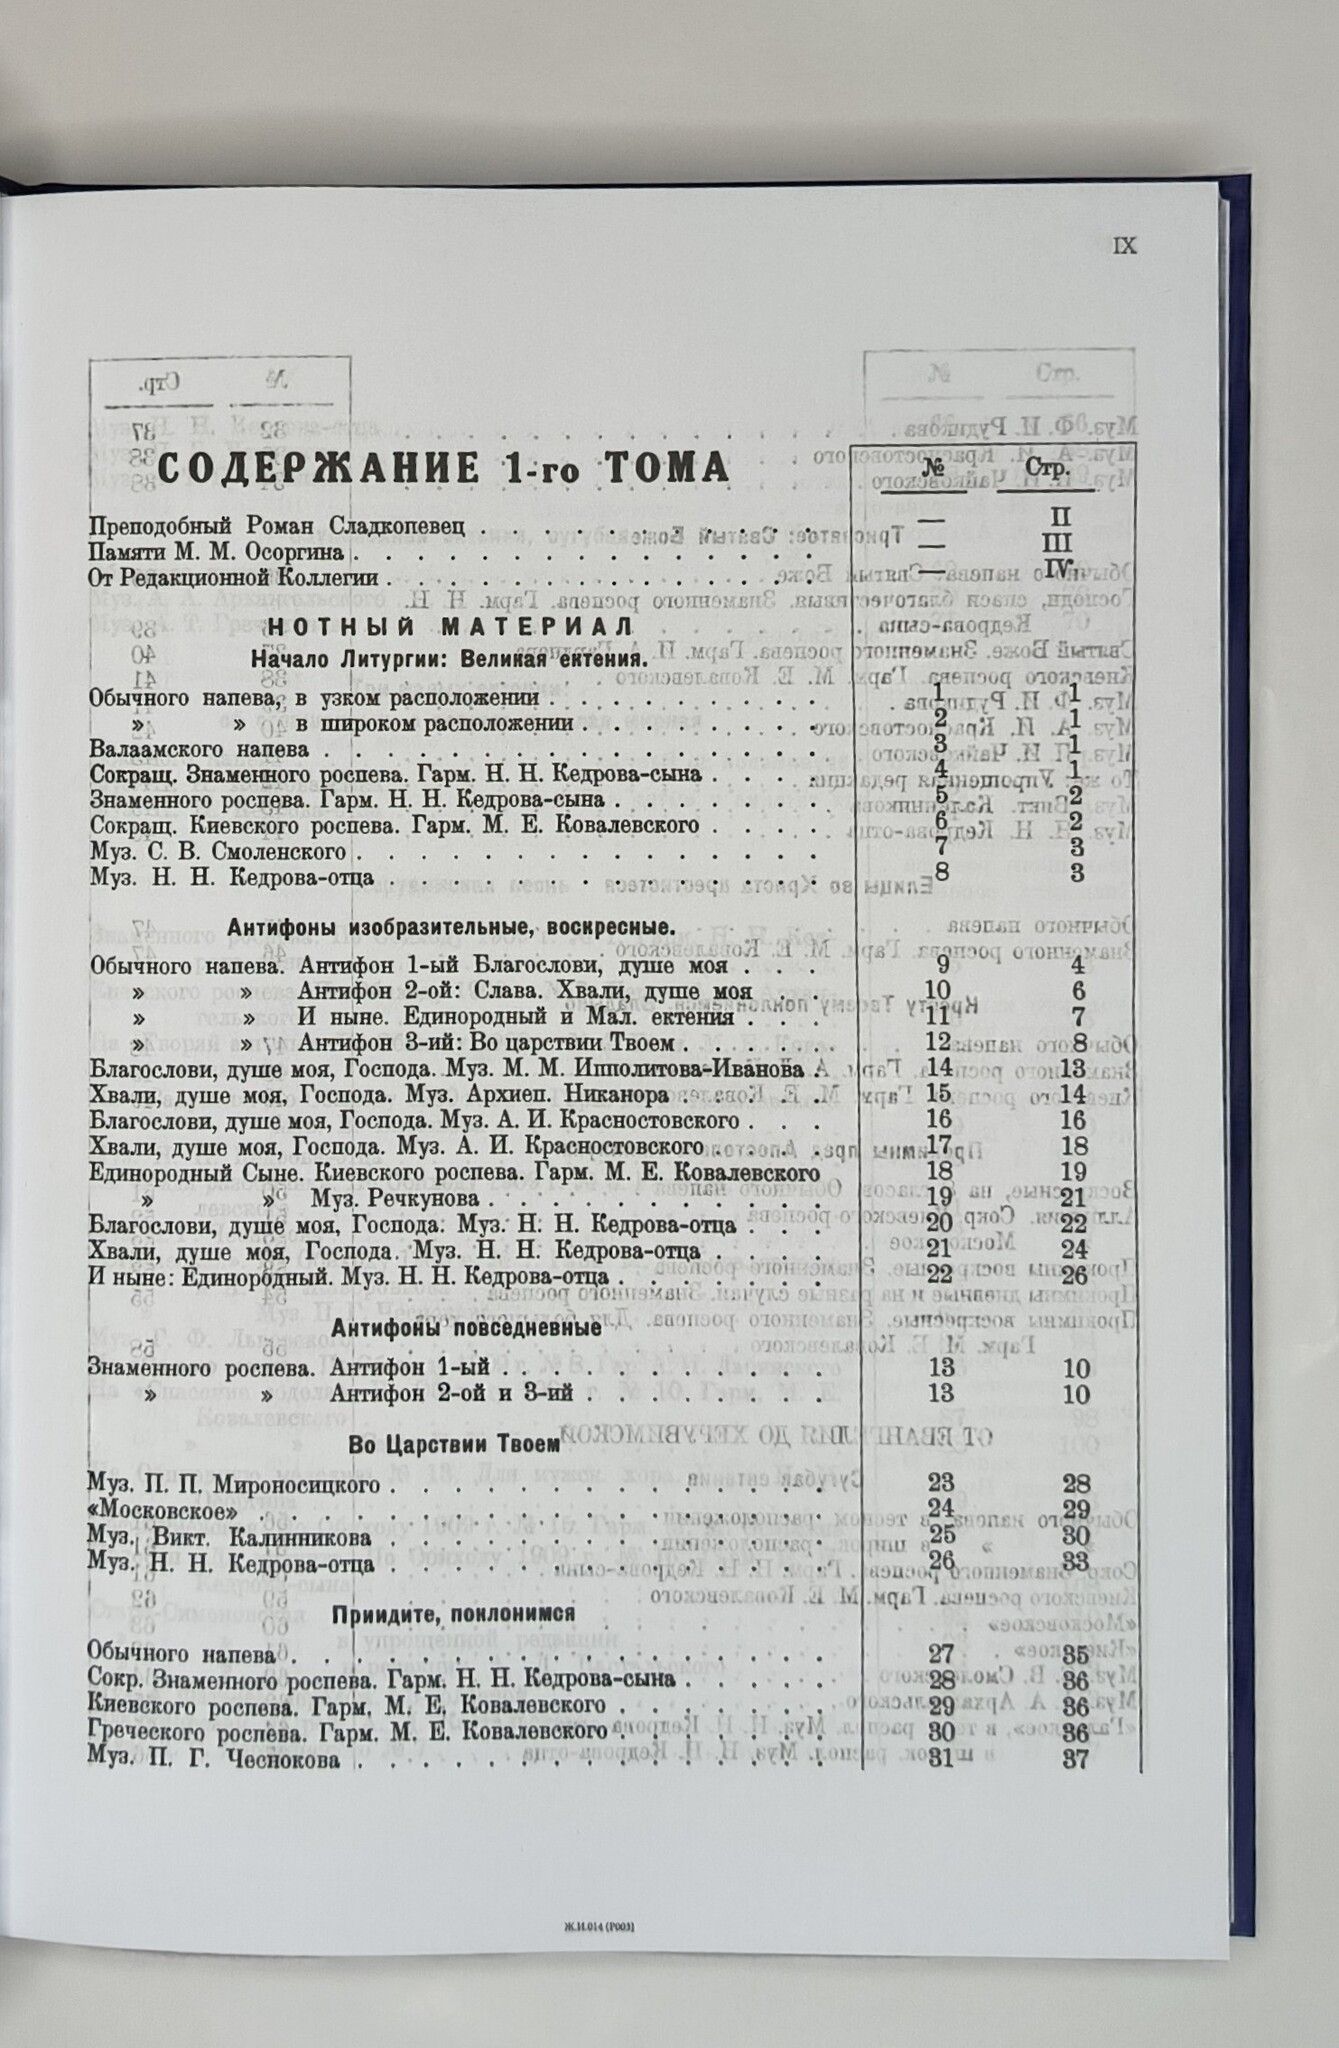 IX
СОДЕРЖАНИЕ 1-го ТОМА № Стр.
Преподобный Роман Сладкопевец . . . . . . . . . . . — II
Памяти М. М. Осоргина . . . . . . . . . . . . . . — III
От Редакционной Коллегии . . . . . . . . . . . . . — IV
НОТНЫЙ МАТЕРИАЛ
Начало Литургии: Великая ектения.
Обычного напева, в узком расположении . . . . . . . . . 1 1
» » в широком расположении . . . . . . . . 2 1
Валаамского напева . . . . . . . . . . . . . . . 3 1
Сокращ. Знаменного роспева. Гарм. Н. Н. Кедрова-сына . . . . 4 1
Знаменного роспева. Гарм. Н. Н. Кедрова-сына . . . . . . . 5 2
Сокращ. Киевского роспева. Гарм. М. Е. Ковалевского . . . . 6 2
Муз. С. В. Смоленского . . . . . . . . . . . . . . 7 3
Муз. Н. Н. Кедрова-отца . . . . . . . . . . . . . . 8 3
Антифоны изобразительные, воскресные.
Обычного напева. Антифон 1-ый Благослови, душе моя . . . 9 4
» » Антифон 2-ой: Слава. Хвали, душе моя . . 10 6
» » И ныне. Единородный и Мал. ектения . . . 11 7
» » Антифон 3-ий: Во царствии Твоем . . . . . 12 8
Благослови, душе моя, Господа. Муз. М. М. Ипполитова-Иванова . 14 13
Хвали, душе моя, Господа. Муз. Архиеп. Никанора . . . . . 15 14
Благослови, душе моя, Господа. Муз. А. И. Красностовского . . . 16 16
Хвали, душе моя, Господа. Муз. А. И. Красностовского . . . . 17 18
Единородный Сыне. Киевского роспева. Гарм. М. Е. Ковалевского 18 19
» » Муз. Речкунова . . . . . . . . . . . 19 21
Благослови, душе моя, Господа. Муз. Н. Н. Кедрова-отца . . . 20 22
Хвали, душе моя, Господа. Муз. Н. Н. Кедрова-отца . . . . 21 24
И ныне: Единородный. Муз. Н. Н. Кедрова-отца . . . . . . . 22 26
Антифоны повседневные
Знаменного роспева. Антифон 1-ый . . . . . . . . . . . 13 10
» » Антифон 2-ой и 3-ий . . . . . . . . 13 10
Во Царствии Твоем
Муз. П. П. Мироносицкого . . . . . . . . . . . . . . 23 28
«Московское» . . . . . . . . . . . . . . . . . . 24 29
Муз. Викт. Калинникова . . . . . . . . . . . . . . 25 30
Муз. Н. Н. Кедрова-отца . . . . . . . . . . . . . . 26 33
Приидите, поклонимся
Обычного напева . . . . . . . . . . . . . . . . . 27 35
Сокр. Знаменного роспева. Гарм. Н. Н. Кедрова-сына . . . . . 28 36
Киевского роспева. Гарм. М. Е. Ковалевского . . . . . . . 29 36
Греческого роспева. Гарм. М. Е. Ковалевского . . . . . . . 30 36
Муз. П. Г. Чеснокова . . . . . . . . . . . . . . . 31 37
Ж.И.014 (Р003)